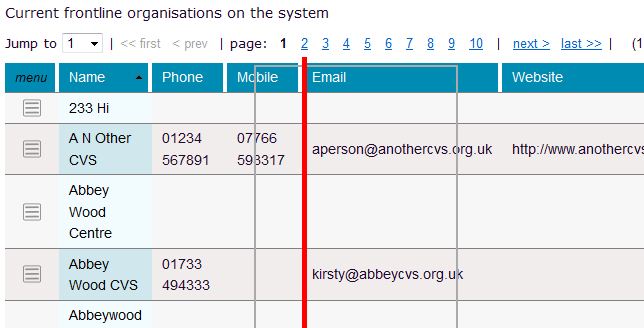 Current frontline organisations on the system
Jump to 1 | << first < prev | page: 1 2 3 4 5 6 7 8 9 10 | next > last >> | (1
menu Name Phone Mobile Email Website
233 Hi
A N Other 01234 07766
CVS 567891 593317 aperson@anothercvs.org.uk http://www.anothercvs
Abbey
Wood
Centre
Abbey 01733
Wood CVS 494333 kirsty@abbeycvs.org.uk
Abbeywood